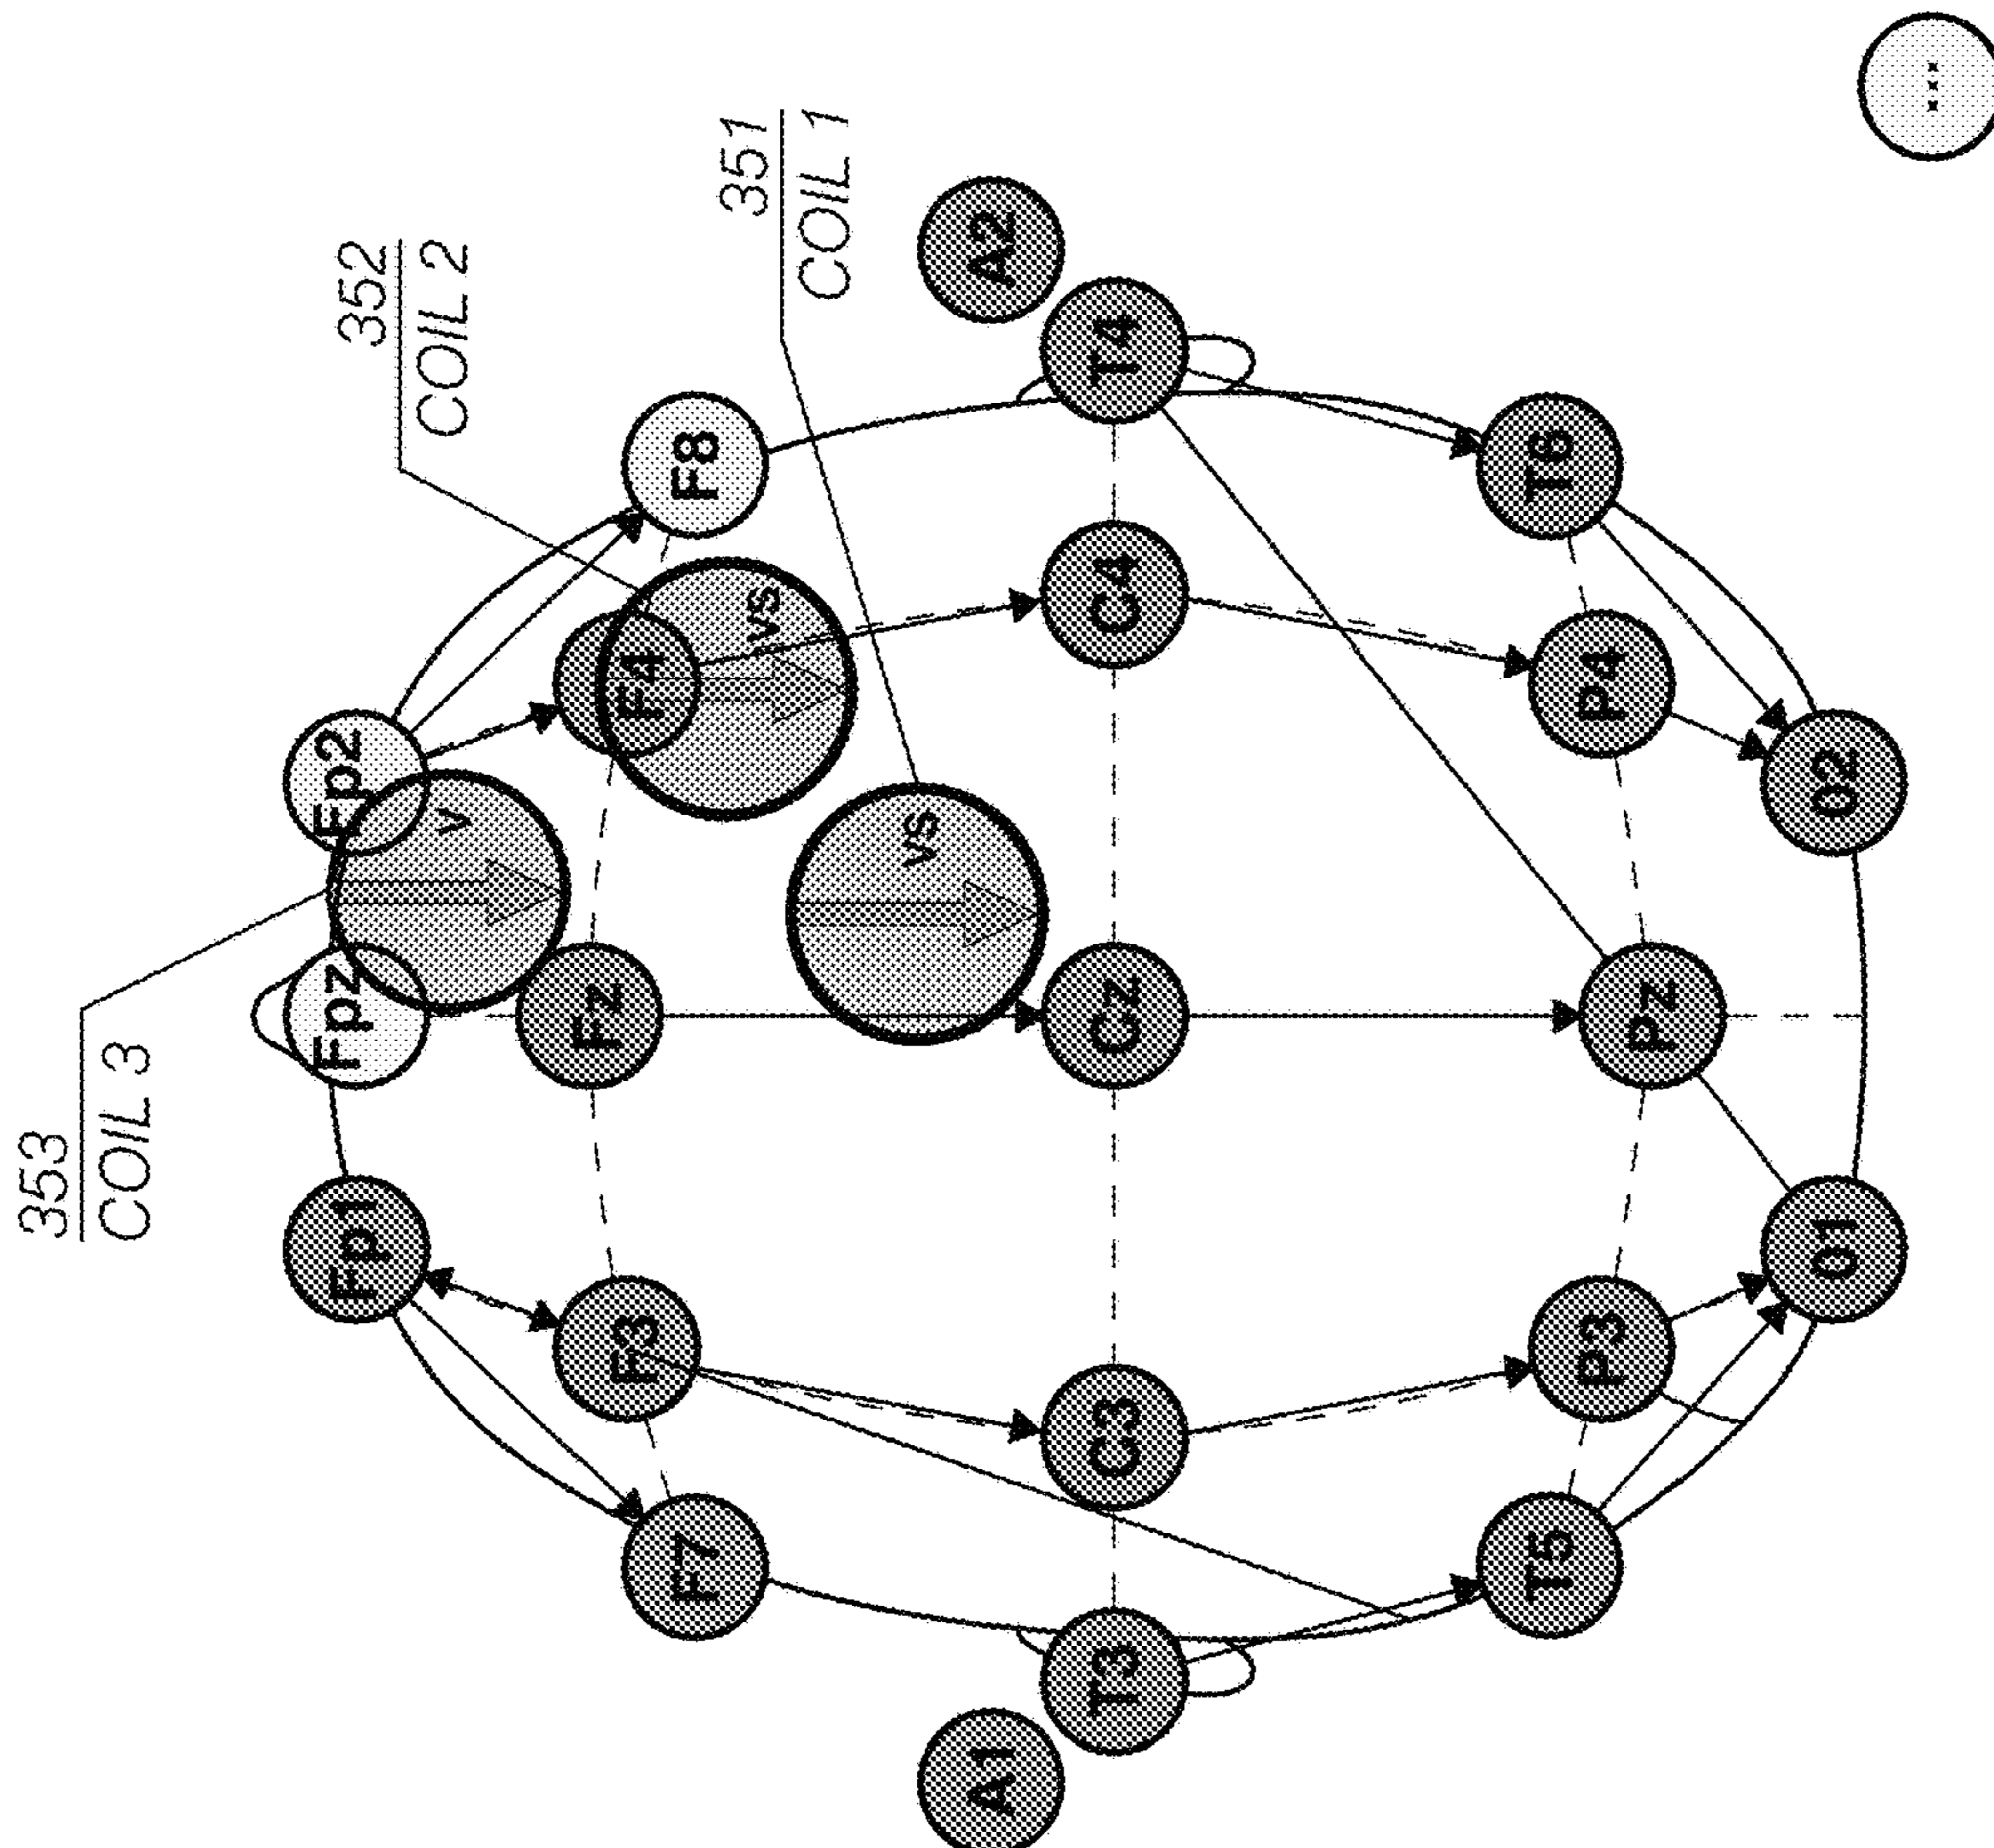 353
COIL 3
352
COIL 2
351
COIL 1
Fp1
Fpz
Fp2
V
F7
F3
Fz
F4
F8
VS
VS
A1
A2
T3
C3
Cz
C4
T4
T5
P3
Pz
P4
T6
O1
O2
...